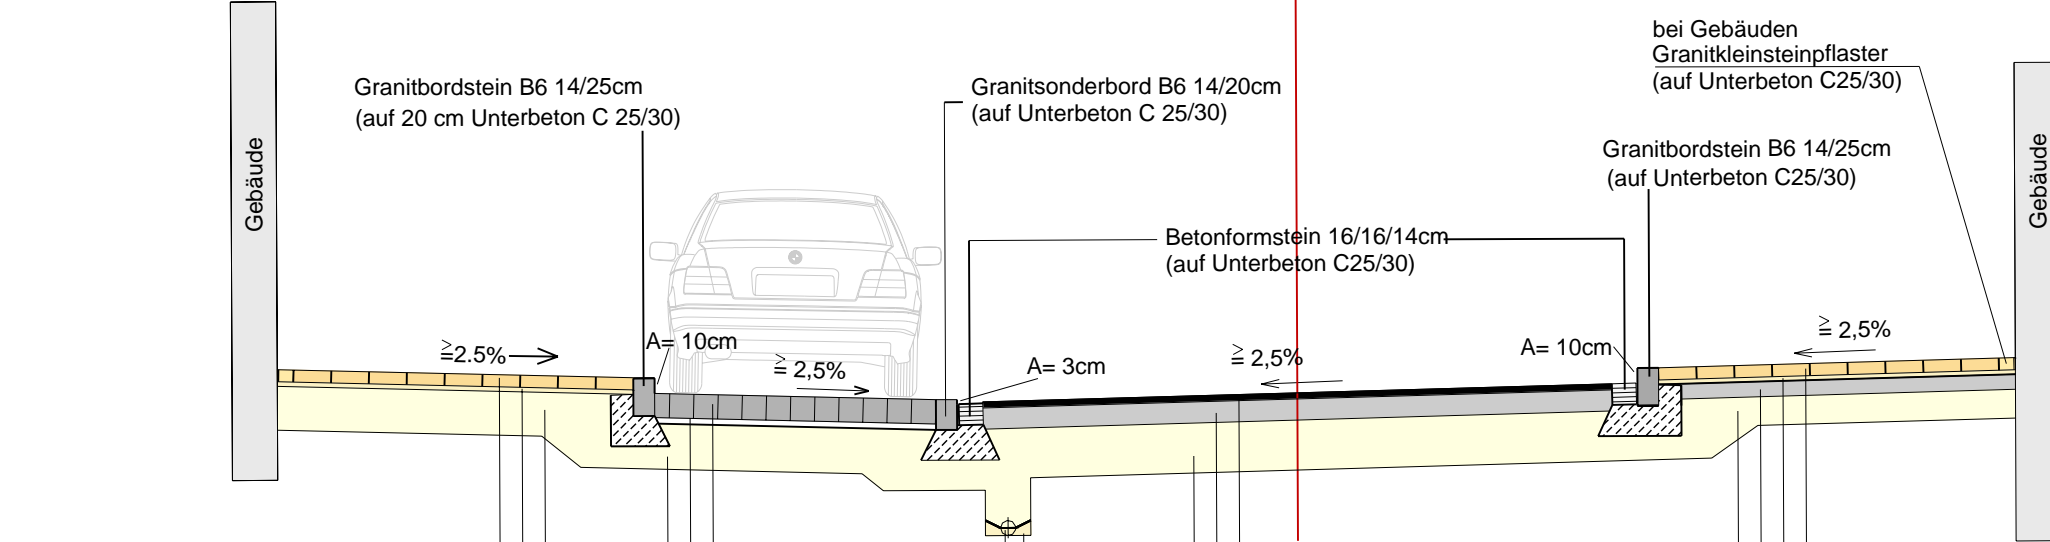 bei Gebäuden
Granitkleinsteinpflaster
(auf Unterbeton C25/30)
Granitbordstein B6 14/25cm
(auf 20 cm Unterbeton C 25/30)
Granitsonderbord B6 14/20cm
(auf Unterbeton C 25/30)
Granitbordstein B6 14/25cm
(auf Unterbeton C25/30)
Gebäude
Gebäude
Betonformstein 16/16/14cm
(auf Unterbeton C25/30)
≧2.5%
A= 10cm
≧ 2,5%
A= 3cm
≧ 2,5%
A= 10cm
≧ 2,5%